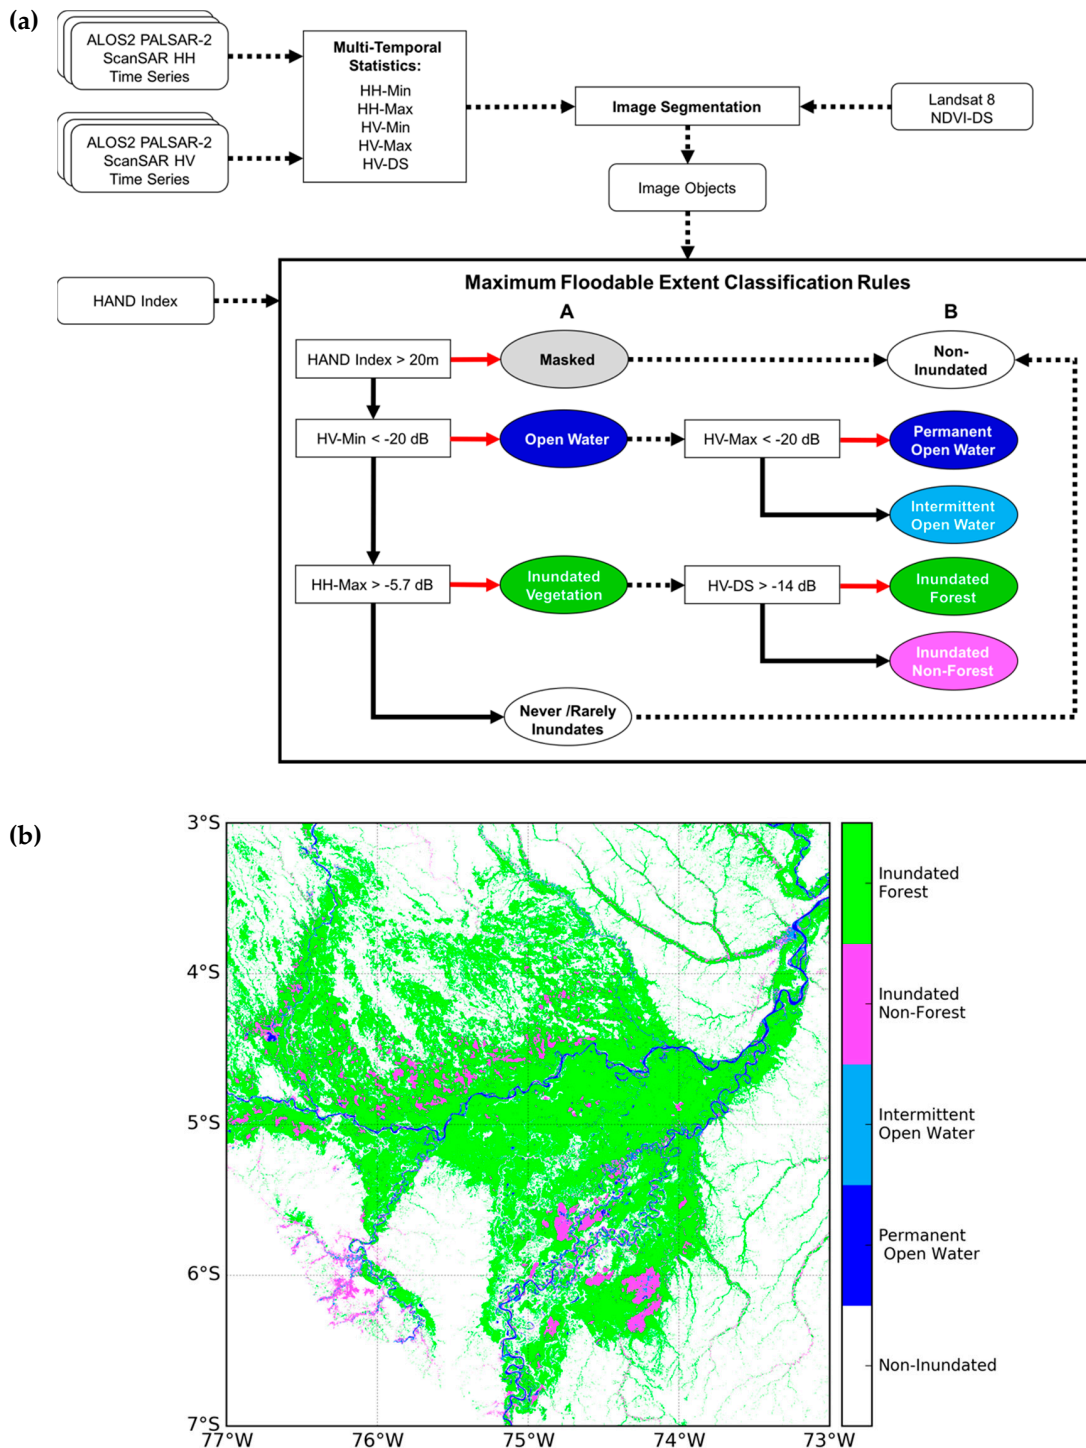 (a)
ALOS2 PALSAR-2
ScanSAR HH
Time Series
ALOS2 PALSAR-2
ScanSAR HV
Time Series
Multi-Temporal
Statistics:
HH-Min
HH-Max
HV-Min
HV-Max
HV-DS
Image Segmentation
Landsat 8
NDVI-DS
Image Objects
HAND Index
Maximum Floodable Extent Classification Rules
A
B
HAND Index > 20m
Masked
Non-
Inundated
HV-Min < -20 dB
Open Water
HV-Max < -20 dB
Permanent
Open Water
Intermittent
Open Water
HH-Max > -5.7 dB
Inundated
Vegetation
HV-DS > -14 dB
Inundated
Forest
Inundated
Non-Forest
Never /Rarely
Inundates
(b)
3°S
4°S
5°S
6°S
7°S
77°W
76°W
75°W
74°W
73°W
Inundated
Forest
Inundated
Non-Forest
Intermittent
Open Water
Permanent
Open Water
Non-Inundated